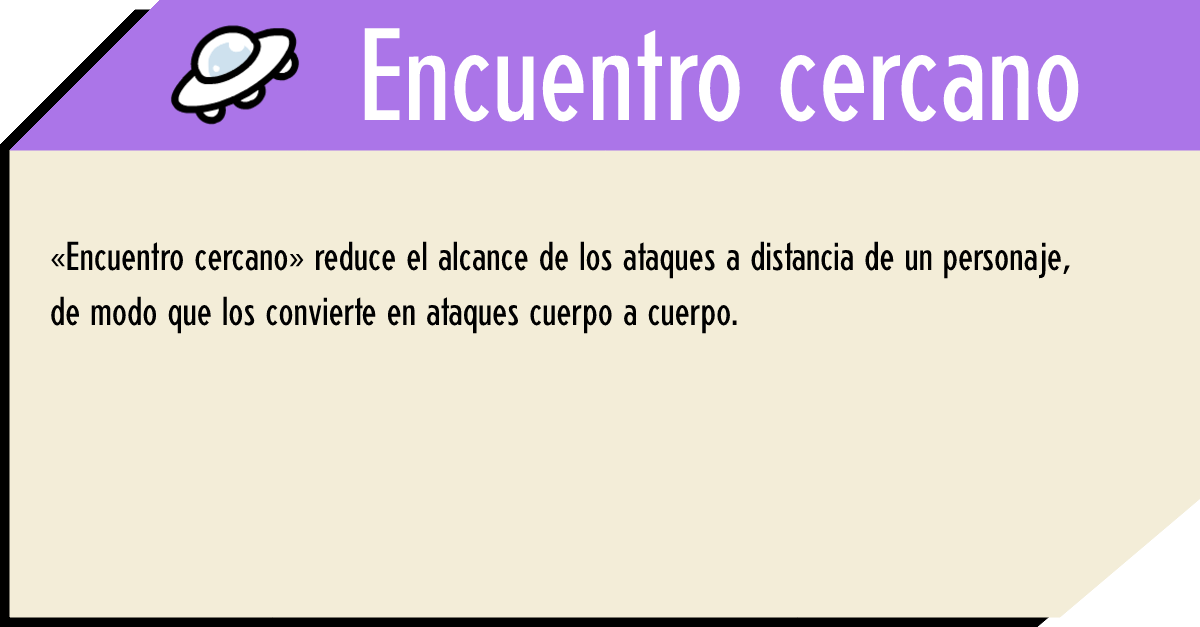 Encuentro cercano
«Encuentro cercano» reduce el alcance de los ataques a distancia de un personaje,
de modo que los convierte en ataques cuerpo a cuerpo.